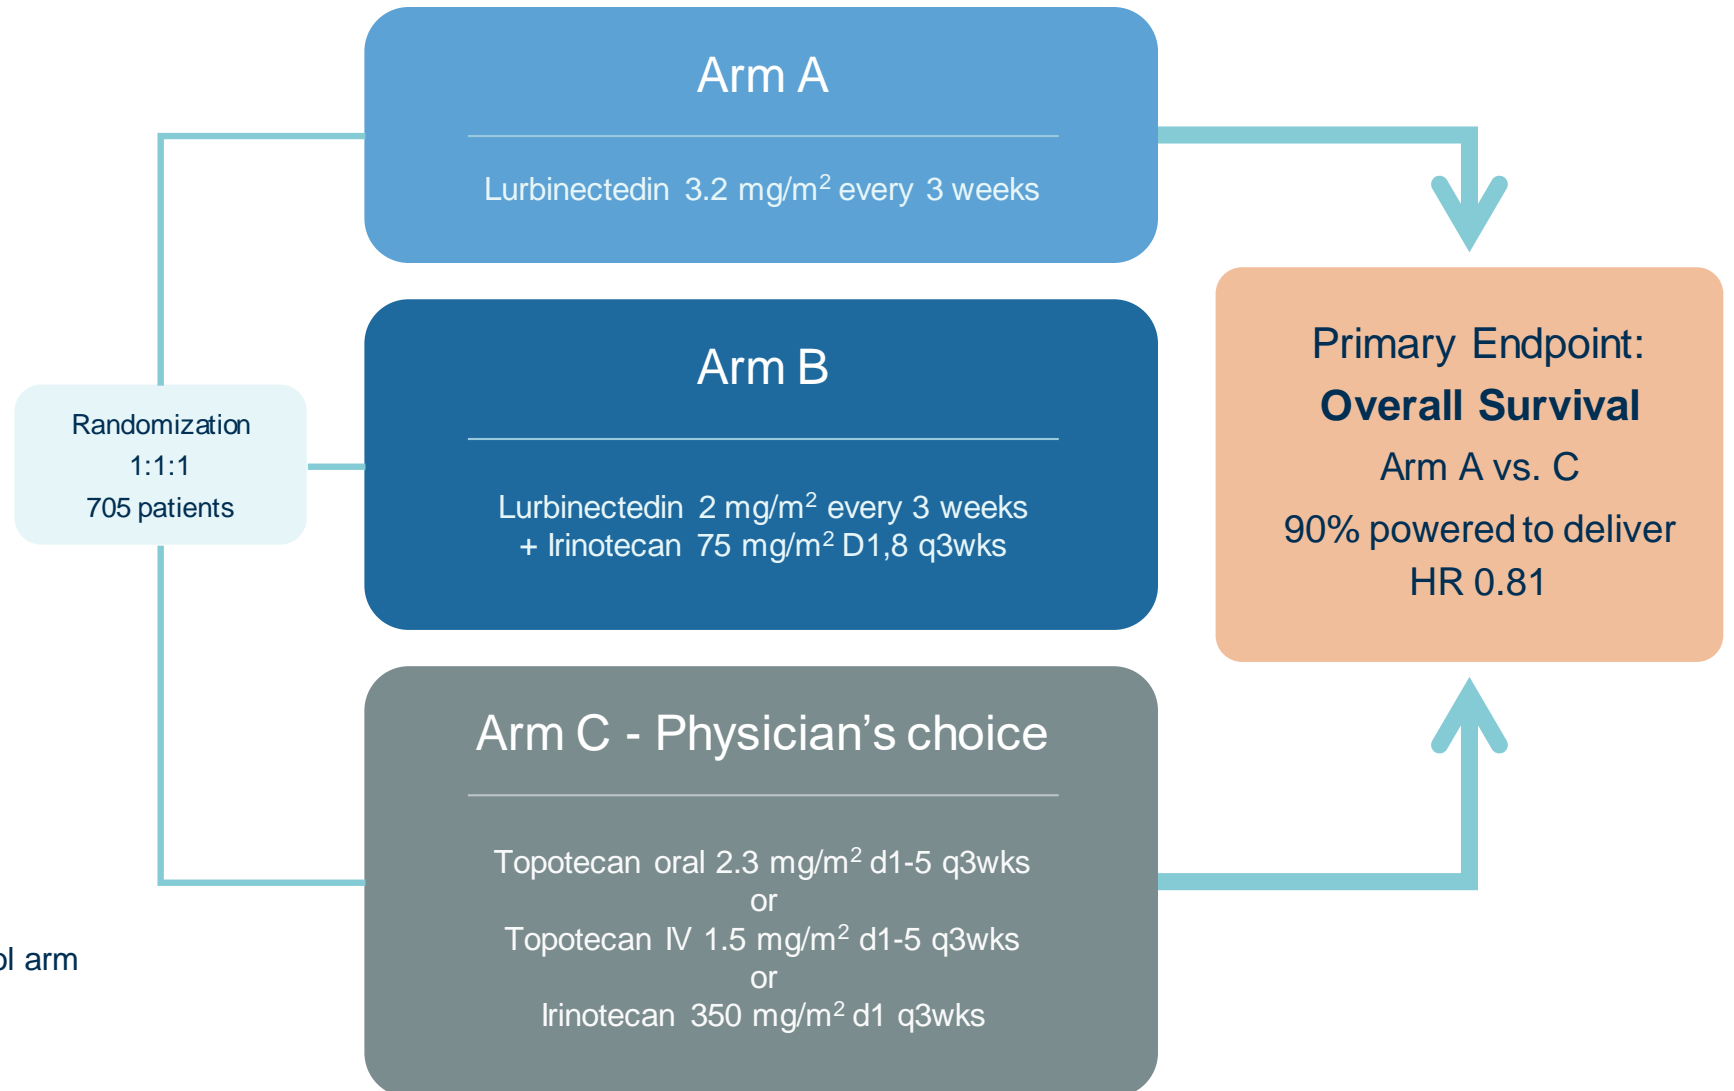 Randomization
1:1:1
705 patients
Arm A
Lurbinectedin 3.2 mg/m² every 3 weeks
Arm B
Lurbinectedin 2 mg/m² every 3 weeks
+ Irinotecan 75 mg/m² D1,8 q3wks
Arm C - Physician's choice
Topotecan oral 2.3 mg/m² d1-5 q3wks
or
Topotecan IV 1.5 mg/m² d1-5 q3wks
or
Irinotecan 350 mg/m² d1 q3wks
Primary Endpoint:
Overall Survival
Arm A vs. C
90% powered to deliver
HR 0.81
arm